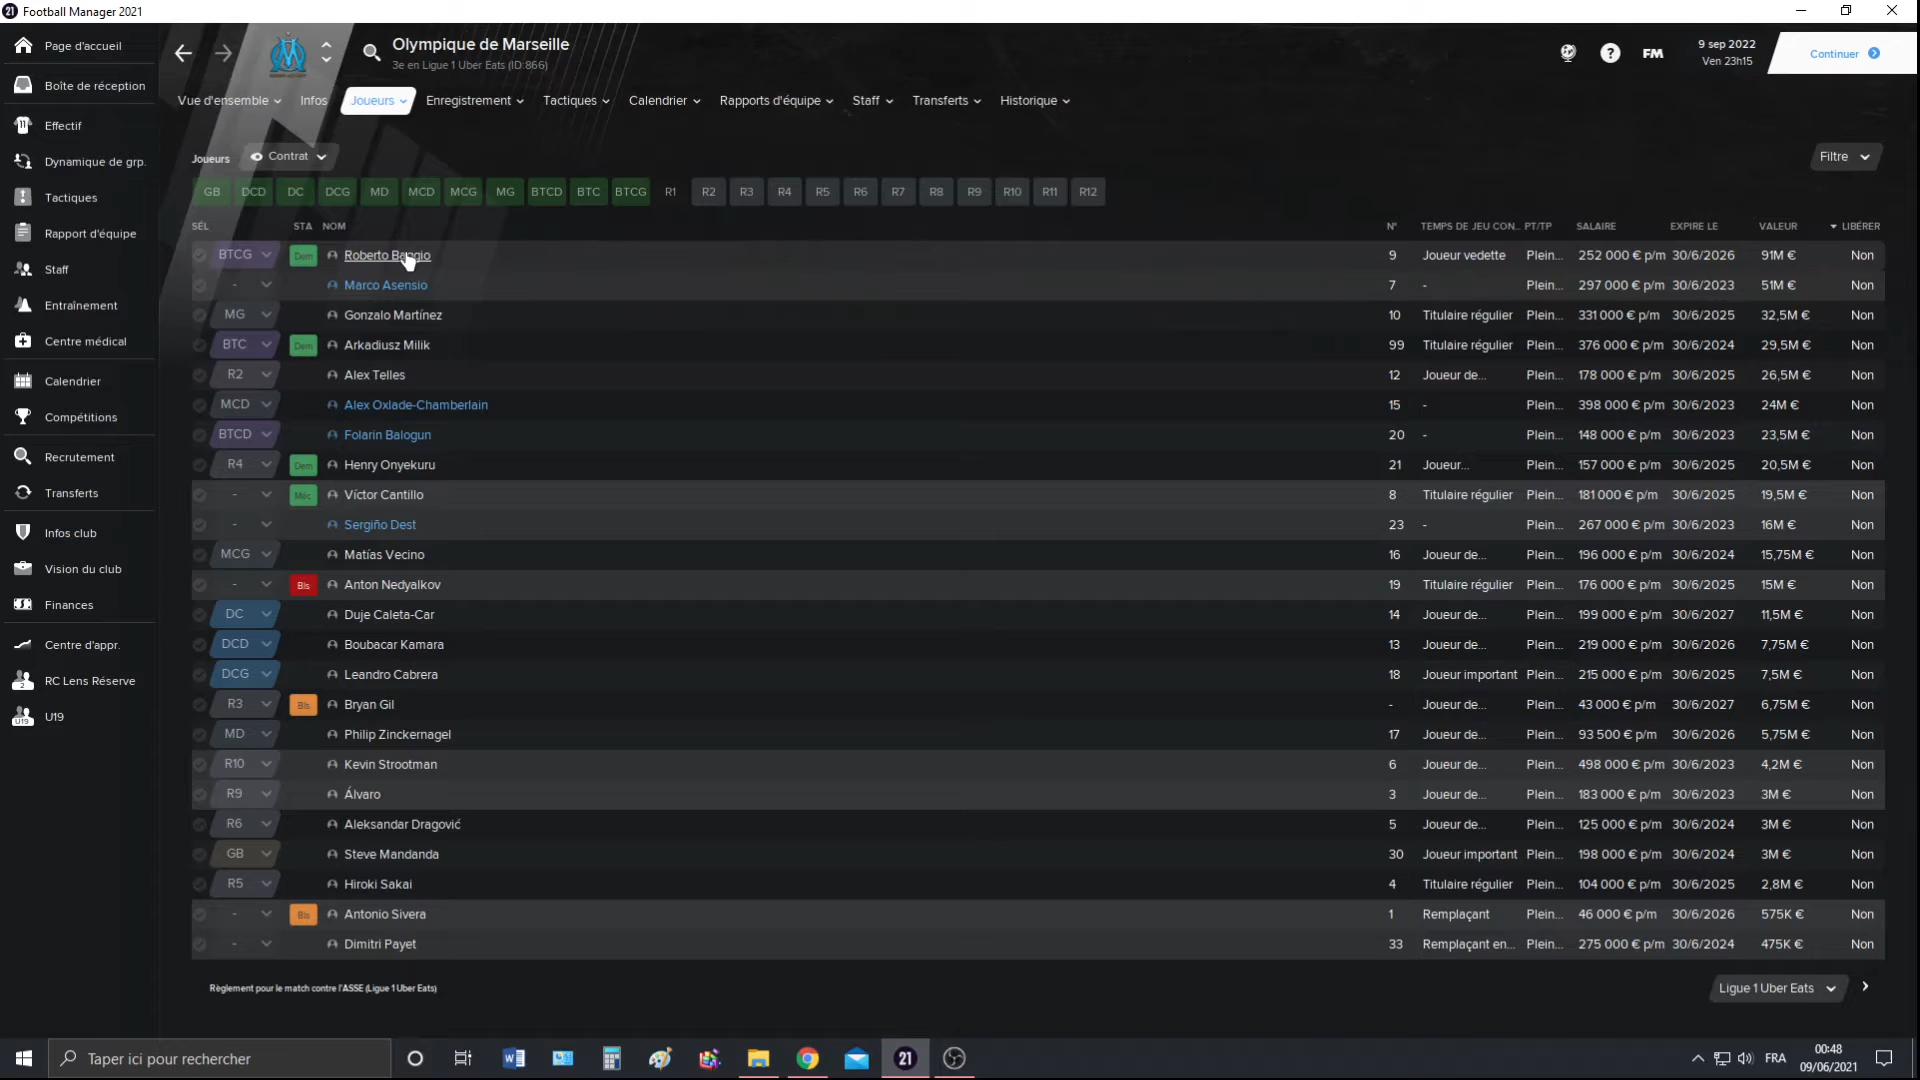 Football Manager 2021
Page d'accueil
Boîte de réception
Effectif
Dynamique de grp.
Tactiques
Rapport d'équipe
Staff
Entraînement
Centre médical
Calendrier
Compétitions
Recrutement
Transferts
Infos club
Vision du club
Finances
Centre d'appr.
RC Lens Réserve
U19
Olympique de Marseille
3e en Ligue 1 Uber Eats (ID:866)
FM
9 sep 2022
Ven 23h15
Continuer
Vue d'ensemble Infos Joueurs Enregistrement Tactiques Calendrier Rapports d'équipe Staff Transferts Historique
Joueurs Contrat Filtre
GB DCD DC DCG MD MCD MCG MG BTCD BTC BTCG R1 R2 R3 R4 R5 R6 R7 R8 R9 R10 R11 R12
SÉL STA NOM N° TEMPS DE JEU CON... PT/TP SALAIRE EXPIRE LE VALEUR LIBÉRER
BTCG Dem Roberto Baggio 9 Joueur vedette Plein... 252 000 € p/m 30/6/2026 91M € Non
- Marco Asensio 7 - Plein... 297 000 € p/m 30/6/2023 51M € Non
MG Gonzalo Martínez 10 Titulaire régulier Plein... 331 000 € p/m 30/6/2025 32,5M € Non
BTC Dem Arkadiusz Milik 99 Titulaire régulier Plein... 376 000 € p/m 30/6/2024 29,5M € Non
R2 Alex Telles 12 Joueur de... Plein... 178 000 € p/m 30/6/2025 26,5M € Non
MCD Alex Oxlade-Chamberlain 15 - Plein... 398 000 € p/m 30/6/2023 24M € Non
BTCD Folarin Balogun 20 - Plein... 148 000 € p/m 30/6/2023 23,5M € Non
R4 Dem Henry Onyekuru 21 Joueur... Plein... 157 000 € p/m 30/6/2025 20,5M € Non
- Méc Víctor Cantillo 8 Titulaire régulier Plein... 181 000 € p/m 30/6/2025 19,5M € Non
- Sergiño Dest 23 - Plein... 267 000 € p/m 30/6/2023 16M € Non
MCG Matías Vecino 16 Joueur de... Plein... 196 000 € p/m 30/6/2024 15,75M € Non
- Bls Anton Nedyalkov 19 Titulaire régulier Plein... 176 000 € p/m 30/6/2025 15M € Non
DC Duje Caleta-Car 14 Joueur de... Plein... 199 000 € p/m 30/6/2027 11,5M € Non
DCD Boubacar Kamara 13 Joueur de... Plein... 219 000 € p/m 30/6/2026 7,75M € Non
DCG Leandro Cabrera 18 Joueur important Plein... 215 000 € p/m 30/6/2025 7,5M € Non
R3 Bls Bryan Gil - Joueur de... Plein... 43 000 € p/m 30/6/2027 6,75M € Non
MD Philip Zinckernagel 17 Joueur de... Plein... 93 500 € p/m 30/6/2026 5,75M € Non
R10 Kevin Strootman 6 Joueur de... Plein... 498 000 € p/m 30/6/2023 4,2M € Non
R9 Álvaro 3 Joueur de... Plein... 183 000 € p/m 30/6/2023 3M € Non
R6 Aleksandar Dragović 5 Joueur de... Plein... 125 000 € p/m 30/6/2024 3M € Non
GB Steve Mandanda 30 Joueur important Plein... 198 000 € p/m 30/6/2024 3M € Non
R5 Hiroki Sakai 4 Titulaire régulier Plein... 104 000 € p/m 30/6/2025 2,8M € Non
- Bls Antonio Sivera 1 Remplaçant Plein... 46 000 € p/m 30/6/2026 575K € Non
- Dimitri Payet 33 Remplaçant en... Plein... 275 000 € p/m 30/6/2024 475K € Non
Règlement pour le match contre l'ASSE (Ligue 1 Uber Eats) Ligue 1 Uber Eats
Taper ici pour rechercher
21
FRA
00:48
09/06/2021